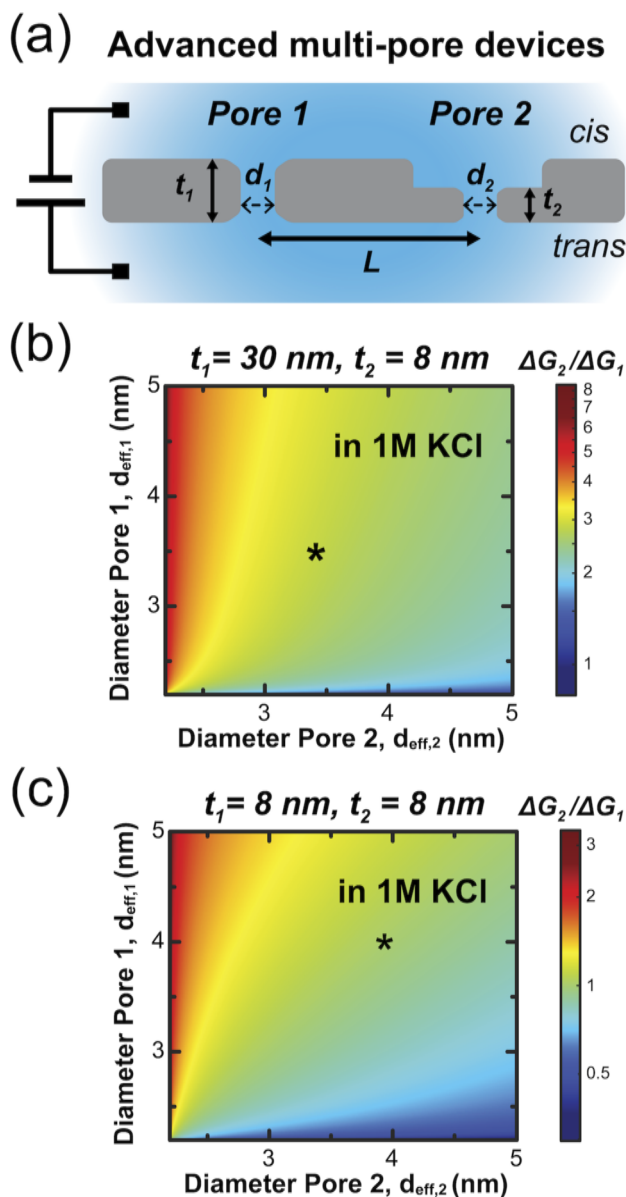 (a) Advanced multi-pore devices
Pore 1 Pore 2 cis
t₁ d₁ d₂ t₂
L trans
(b) t₁= 30 nm, t₂ = 8 nm ΔG₂/ΔG₁
in 1M KCl
Diameter Pore 1, d_eff,1 (nm)
5
4
3
3 4 5
Diameter Pore 2, d_eff,2 (nm)
8
7
6
5
4
3
2
1
(c) t₁= 8 nm, t₂ = 8 nm ΔG₂/ΔG₁
in 1M KCl
*
Diameter Pore 1, d_eff,1 (nm)
5
4
3
3 4 5
Diameter Pore 2, d_eff,2 (nm)
3
2
1
0.5